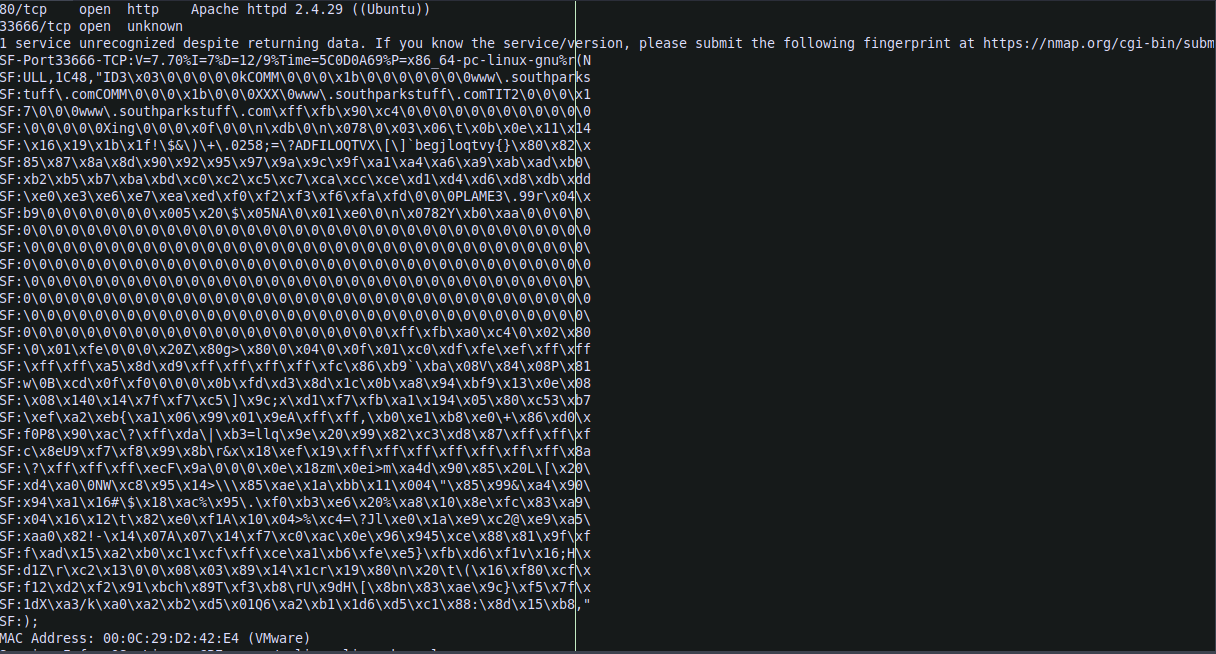 80/tcp    open  http    Apache httpd 2.4.29 ((Ubuntu))
33666/tcp open  unknown
1 service unrecognized despite returning data. If you know the service/version, please submit the following fingerprint at https://nmap.org/cgi-bin/subm
SF-Port33666-TCP:V=7.70%I=7%D=12/9%Time=5C0D0A69%P=x86_64-pc-linux-gnu%r(N
SF:ULL,1C48,"ID3\x03\0\0\0\0\0kCOMM\0\0\0\x1b\0\0\0\0\0\0\0www\.southparks
SF:tuff\.comCOMM\0\0\0\x1b\0\0\0XXX\0www\.southparkstuff\.comTIT2\0\0\0\x1
SF:7\0\0\0www\.southparkstuff\.com\xff\xfb\x90\xc4\0\0\0\0\0\0\0\0\0\0\0\0
SF:\0\0\0\0\0Xing\0\0\0\x0f\0\0\n\xdb\0\n\x078\0\x03\x06\t\x0b\x0e\x11\x14
SF:\x16\x19\x1b\x1f!\$&\)\+\.0258;=\?ADFILOQTVX\[\]`begjloqtvy{}\x80\x82\x
SF:85\x87\x8a\x8d\x90\x92\x95\x97\x9a\x9c\x9f\xa1\xa4\xa6\xa9\xab\xad\xb0\
SF:xb2\xb5\xb7\xba\xbd\xc0\xc2\xc5\xc7\xca\xcc\xce\xd1\xd4\xd6\xd8\xdb\xdd
SF:\xe0\xe3\xe6\xe7\xea\xed\xf0\xf2\xf3\xf6\xfa\xfd\0\0\0PLAME3\.99r\x04\x
SF:b9\0\0\0\0\0\0\0\x005\x20\$\x05NA\0\x01\xe0\0\n\x0782Y\xb0\xaa\0\0\0\0\
SF:0\0\0\0\0\0\0\0\0\0\0\0\0\0\0\0\0\0\0\0\0\0\0\0\0\0\0\0\0\0\0\0\0\0\0\0
SF:\0\0\0\0\0\0\0\0\0\0\0\0\0\0\0\0\0\0\0\0\0\0\0\0\0\0\0\0\0\0\0\0\0\0\0\
SF:0\0\0\0\0\0\0\0\0\0\0\0\0\0\0\0\0\0\0\0\0\0\0\0\0\0\0\0\0\0\0\0\0\0\0\0
SF:\0\0\0\0\0\0\0\0\0\0\0\0\0\0\0\0\0\0\0\0\0\0\0\0\0\0\0\0\0\0\0\0\0\0\0\
SF:0\0\0\0\0\0\0\0\0\0\0\0\0\0\0\0\0\0\0\0\0\0\0\0\0\0\0\0\0\0\0\0\0\0\0\0
SF:\0\0\0\0\0\0\0\0\0\0\0\0\0\0\0\0\0\0\0\0\0\0\0\0\0\0\0\0\0\0\0\0\0\0\0\
SF:0\0\0\0\0\0\0\0\0\0\0\0\0\0\0\0\0\0\0\0\0\0\0\xff\xfb\xa0\xc4\0\x02\x80
SF:\0\x01\xfe\0\0\0\x20Z\x80g>\x80\0\x04\0\x0f\x01\xc0\xdf\xfe\xef\xff\xff
SF:\xff\xff\xa5\x8d\xd9\xff\xff\xff\xff\xff\xfc\x86\xb9`\xba\x08V\x84\x08P\x81
SF:w\0B\xcd\x0f\xf0\0\0\0\x0b\xfd\xd3\x8d\x1c\x0b\xa8\x94\xbf9\x13\x0e\x08
SF:\x08\x140\x14\x7f\xf7\xc5\]\x9c;x\xd1\xf7\xfb\xa1\x194\x05\x80\xc53\xb7
SF:\xef\xa2\xeb{\xa1\x06\x99\x01\x9eA\xff\xff,\xb0\xe1\xb8\xe0\+\x86\xd0\x
SF:f0P8\x90\xac\?\xff\xda\|\xb3=llq\x9e\x20\x99\x82\xc3\xd8\x87\xff\xff\xf
SF:c\x8eU9\xf7\xf8\x99\x8b\r&x\x18\xef\x19\xff\xff\xff\xff\xff\xff\xff\x8a
SF:\?\xff\xff\xff\xecF\x9a\0\0\0\x0e\x18zm\x0ei>m\xa4d\x90\x85\x20L\[\x20\
SF:xd4\xa0\0NW\xc8\x95\x14>\\\x85\xae\x1a\xbb\x11\x004\"\x85\x99&\xa4\x90\
SF:x94\xa1\x16#\$\x18\xac%\x95\.\xf0\xb3\xe6\x20%\xa8\x10\x8e\xfc\x83\xa9\
SF:x04\x16\x12\t\x82\xe0\xf1A\x10\x04>%\xc4=\?Jl\xe0\x1a\xe9\xc2@\xe9\xa5\
SF:xaa0\x82!-\x14\x07A\x07\x14\xf7\xc0\xac\x0e\x96\x945\xce\x88\x81\x9f\xf
SF:f\xad\x15\xa2\xb0\xc1\xcf\xff\xce\xa1\xb6\xfe\xe5}\xfb\xd6\xf1v\x16;H\x
SF:d1Z\r\xc2\x13\0\0\x08\x03\x89\x14\x1cr\x19\x80\n\x20\t\(\x16\xf80\xcf\x
SF:f12\xd2\xf2\x91\xbch\x89T\xf3\xb8\rU\x9dH\[\x8bn\x83\xae\x9c}\xf5\x7f\x
SF:1dX\xa3/k\xa0\xa2\xb2\xd5\x01Q6\xa2\xb1\x1d6\xd5\xc1\x88:\x8d\x15\xb8,"
SF:);
MAC Address: 00:0C:29:D2:42:E4 (VMware)